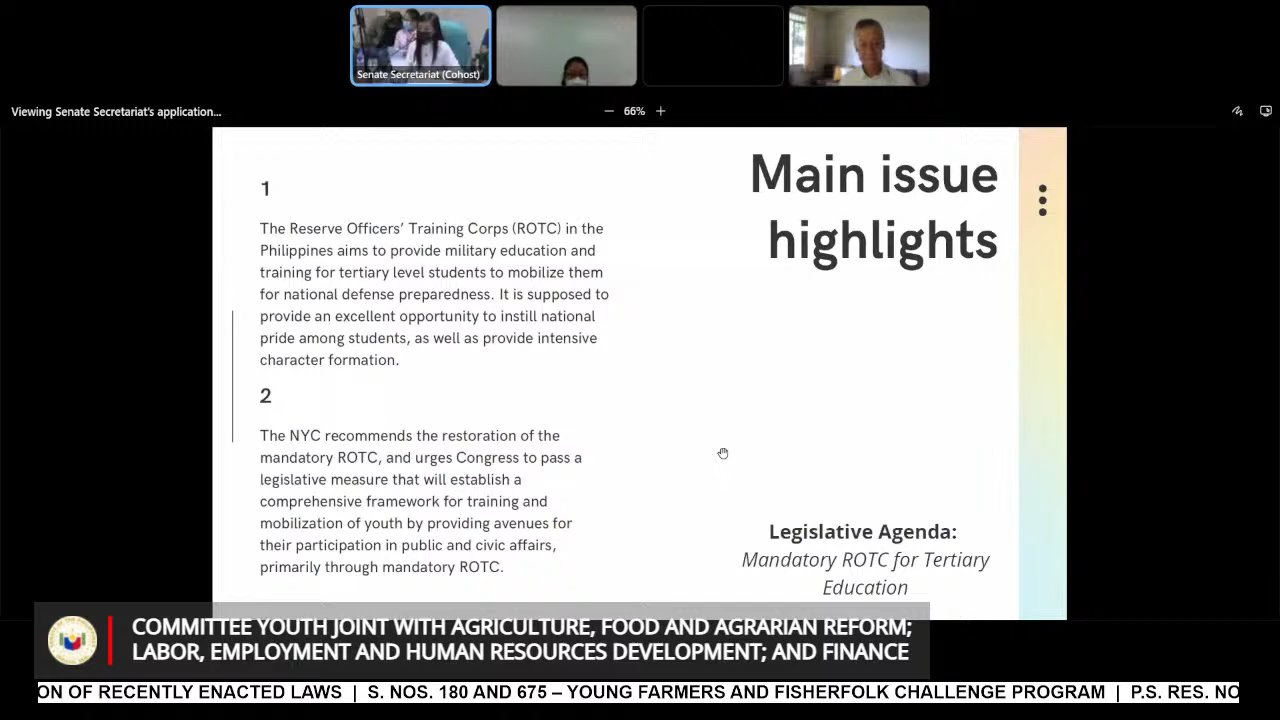 Senate Secretariat (Cohost)
Viewing Senate Secretariat's application...
66%
Main issue
highlights
1
The Reserve Officers’ Training Corps (ROTC) in the
Philippines aims to provide military education and
training for tertiary level students to mobilize them
for national defense preparedness. It is supposed to
provide an excellent opportunity to instill national
pride among students, as well as provide intensive
character formation.
2
The NYC recommends the restoration of the
mandatory ROTC, and urges Congress to pass a
legislative measure that will establish a
comprehensive framework for training and
mobilization of youth by providing avenues for
their participation in public and civic affairs,
primarily through mandatory ROTC.
Legislative Agenda:
Mandatory ROTC for Tertiary
Education
COMMITTEE YOUTH JOINT WITH AGRICULTURE, FOOD AND AGRARIAN REFORM;
LABOR, EMPLOYMENT AND HUMAN RESOURCES DEVELOPMENT; AND FINANCE
ON OF RECENTLY ENACTED LAWS | S. NOS. 180 AND 675 – YOUNG FARMERS AND FISHERFOLK CHALLENGE PROGRAM | P.S. RES. NO